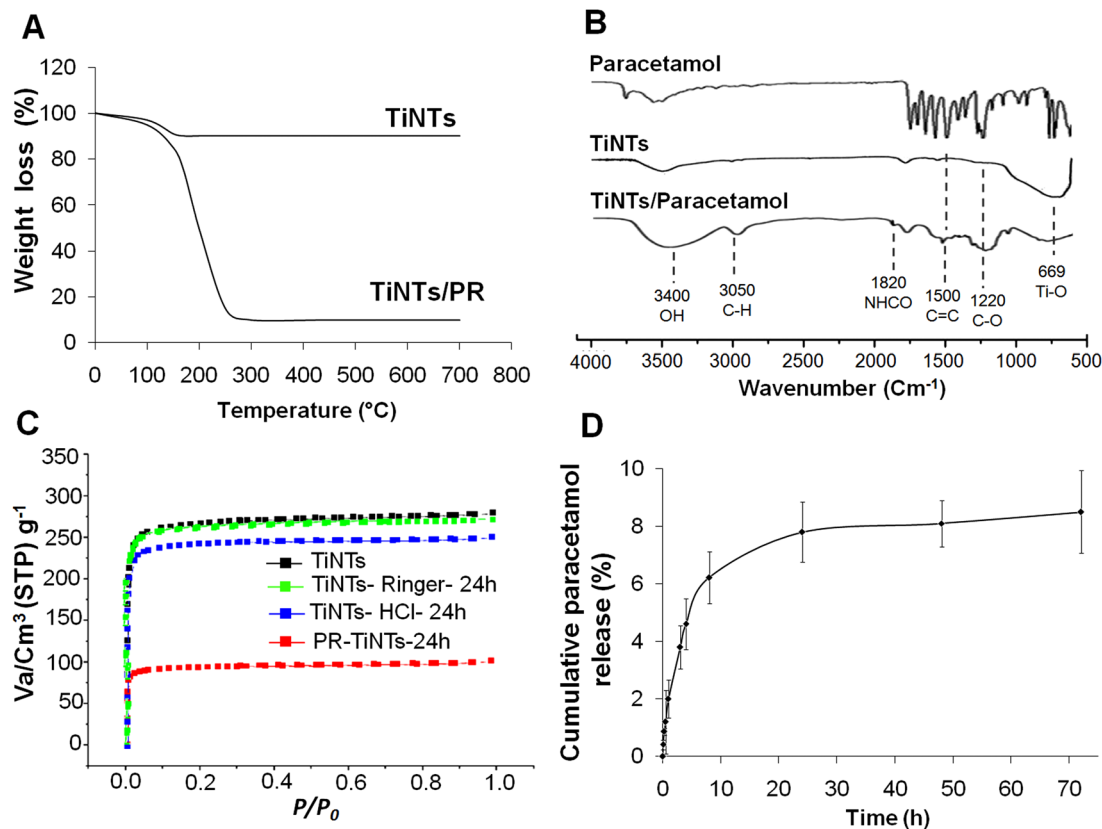 A
120
100
80
60
40
20
0
Weight loss (%)
TiNTs
TiNTs/PR
0 100 200 300 400 500 600 700 800
Temperature (°C)
B
Paracetamol
TiNTs
TiNTs/Paracetamol
3400
OH
3050
C-H
1820
NHCO
1500
C=C
1220
C-O
669
Ti-O
4000 3500 3000 2500 2000 1500 1000 500
Wavenumber (Cm-1)
C
350
300
250
200
150
100
50
0
Va/Cm³ (STP) g-1
TiNTs
TiNTs- Ringer- 24h
TiNTs- HCl- 24h
PR-TiNTs-24h
0.0 0.2 0.4 0.6 0.8 1.0
P/P0
D
10
8
6
4
2
0
Cumulative paracetamol
release (%)
0 10 20 30 40 50 60 70
Time (h)